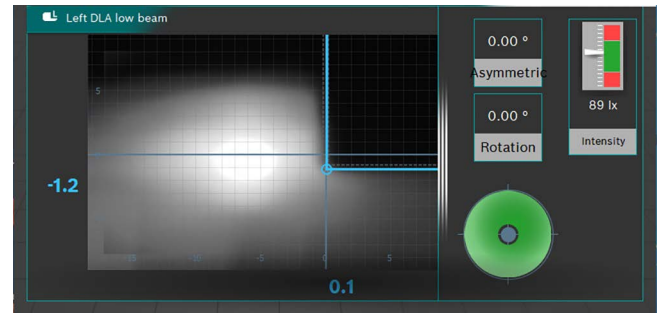 Left DLA low beam
0.00 °
Asymmetric
0.00 °
Rotation
89 lx
Intensity
5
-1.2
-15
-10
-5
0
5
0.1